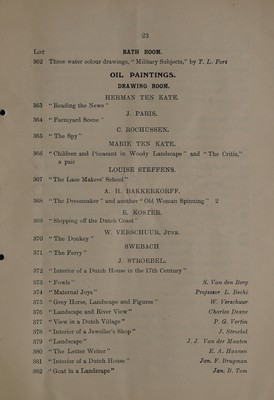 23
Lot BATH ROOM.
362 Three water colour drawings, "Military Subjects," by T. L. Fort
OIL PAINTINGS.
DRAWING ROOM.
HERMAN TEN KATE.
363 "Reading the News"
J. PARIS.
364 "Farmyard Scene"
C. ROCHUSSEN.
365 "The Spy"
MARIE TEN KATE.
366 "Children and Pheasant in Woody Landscape" and "The Critic," a pair
LOUISE STEFFENS.
367 "The Lace Makers' School"
A. H. BAKKERKORFF.
368 "The Dressmaker" and another "Old Woman Spinning" 2
E. KOSTER.
369 "Shipping off the Dutch Coast"
W. VERSCHUUR, Junr.
370 "The Donkey"
SWEBACH
371 "The Ferry"
J. STROEBEL.
372 "Interior of a Dutch House in the 17th Century"
373 "Fowls" S. Van den Berg
374 "Maternal Joys" Professor L. Bechi
375 "Grey Horse, Landscape and Figures" W. Verschuur
376 "Landscape and River View" Charles Deane
377 "View in a Dutch Village" P. G. Vertin
378 "Interior of a Jeweller's Shop" J. Stroebel
379 "Landscape" J. J. Van der Maaten
380 "The Letter Writer" E. A. Hansen
381 "Interior of a Dutch House" Jan. F. Brugman
382 "Goat in a Landscape" Jan. B. Tom